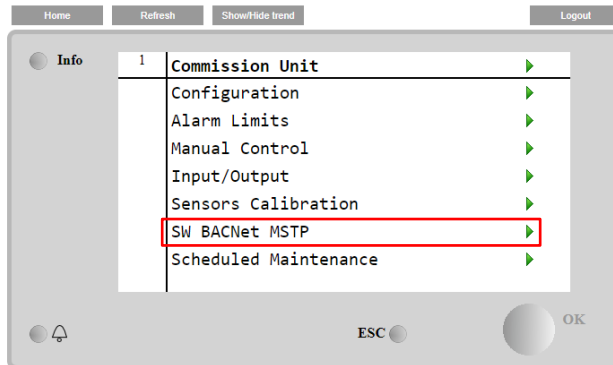 Home Refresh Show/Hide trend Logout
Info 1 Commission Unit
Configuration
Alarm Limits
Manual Control
Input/Output
Sensors Calibration
SW BACNet MSTP
Scheduled Maintenance
ESC OK